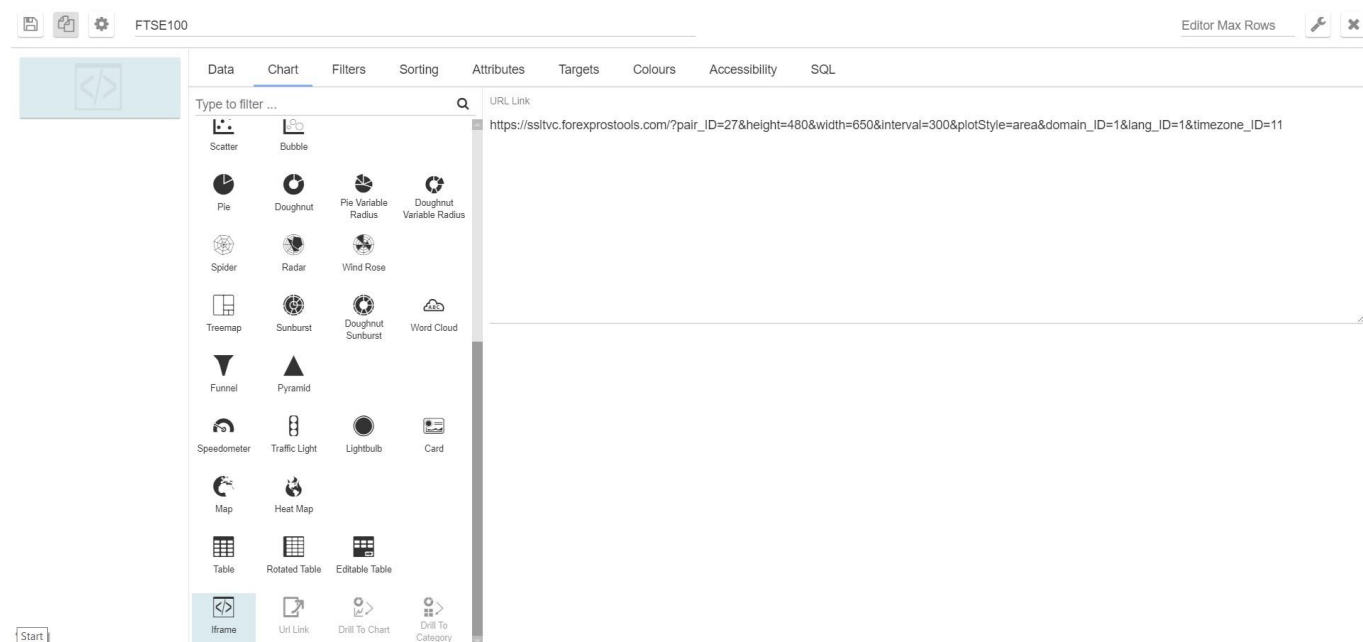 FTSE100
Editor Max Rows
Data Chart Filters Sorting Attributes Targets Colours Accessibility SQL
Type to filter ...
URL Link
https://ssltvc.forexprostools.com/?pair_ID=27&height=480&width=650&interval=300&plotStyle=area&domain_ID=1&lang_ID=1&timezone_ID=11
Scatter Bubble
Pie Doughnut Pie Variable Radius Doughnut Variable Radius
Spider Radar Wind Rose
Treemap Sunburst Doughnut Sunburst Word Cloud
ABC
Funnel Pyramid
Speedometer Traffic Light Lightbulb Card
Map Heat Map
Table Rotated Table Editable Table
Iframe Url Link Drill To Chart Drill To Category
Start